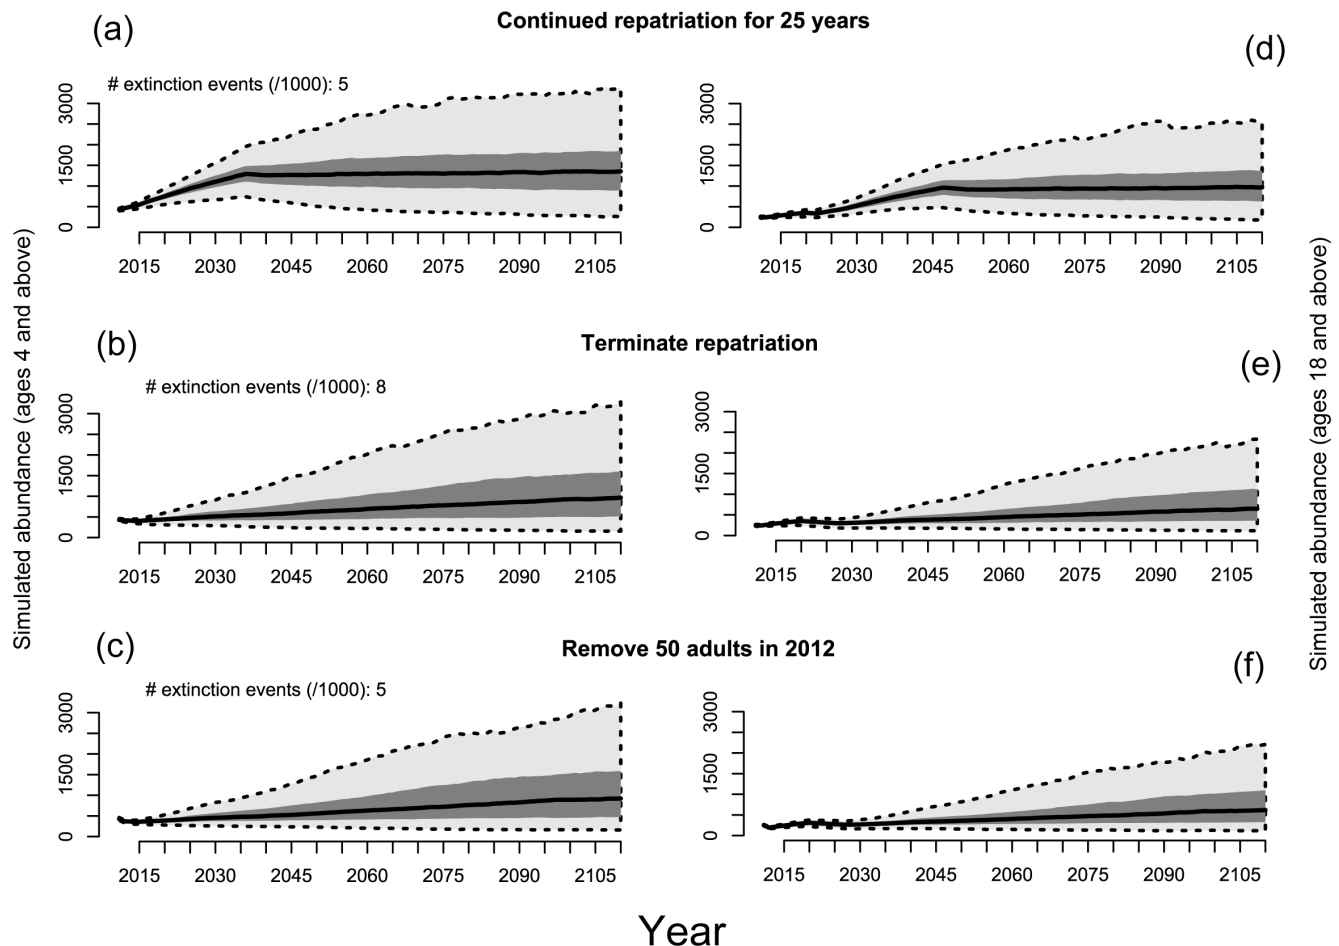 Continued repatriation for 25 years
(a)
(d)
# extinction events (/1000): 5
3000
1500
0
2015 2030 2045 2060 2075 2090 2105
3000
1500
0
2015 2030 2045 2060 2075 2090 2105
Terminate repatriation
(b)
(e)
# extinction events (/1000): 8
3000
1500
0
2015 2030 2045 2060 2075 2090 2105
3000
1500
0
2015 2030 2045 2060 2075 2090 2105
Remove 50 adults in 2012
(c)
(f)
# extinction events (/1000): 5
3000
1500
0
2015 2030 2045 2060 2075 2090 2105
3000
1500
0
2015 2030 2045 2060 2075 2090 2105
Simulated abundance (ages 4 and above)
Simulated abundance (ages 18 and above)
Year